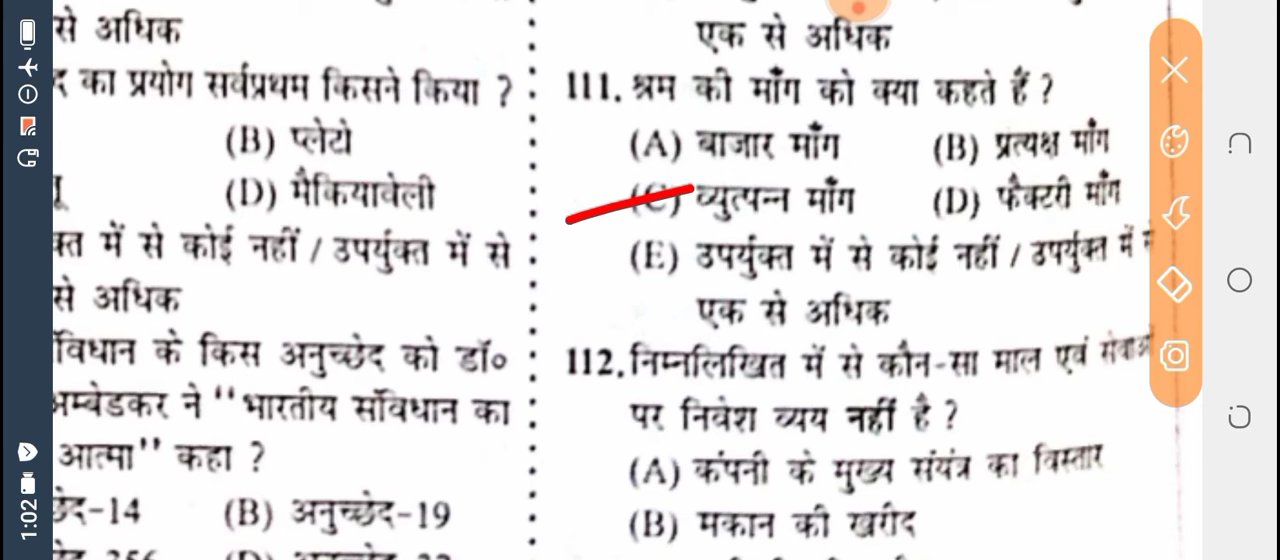 से अधिक
द का प्रयोग सर्वप्रथम किसने किया ?
(B) प्लेटो
(D) मैकियावेली
क्त में से कोई नहीं / उपर्युक्त में से
से अधिक
विधान के किस अनुच्छेद को डॉ०
अम्बेडकर ने "भारतीय संविधान का
आत्मा" कहा ?
छेद-14 (B) अनुच्छेद-19
एक से अधिक
111. श्रम की माँग को क्या कहते हैं ?
(A) बाजार माँग (B) प्रत्यक्ष माँग
(C) व्युत्पन्न माँग (D) फैक्टरी माँग
(E) उपर्युक्त में से कोई नहीं / उपर्युक्त में से
एक से अधिक
112. निम्नलिखित में से कौन-सा माल एवं सेवाओं
पर निवेश व्यय नहीं है ?
(A) कंपनी के मुख्य संयंत्र का विस्तार
(B) मकान की खरीद
1:02